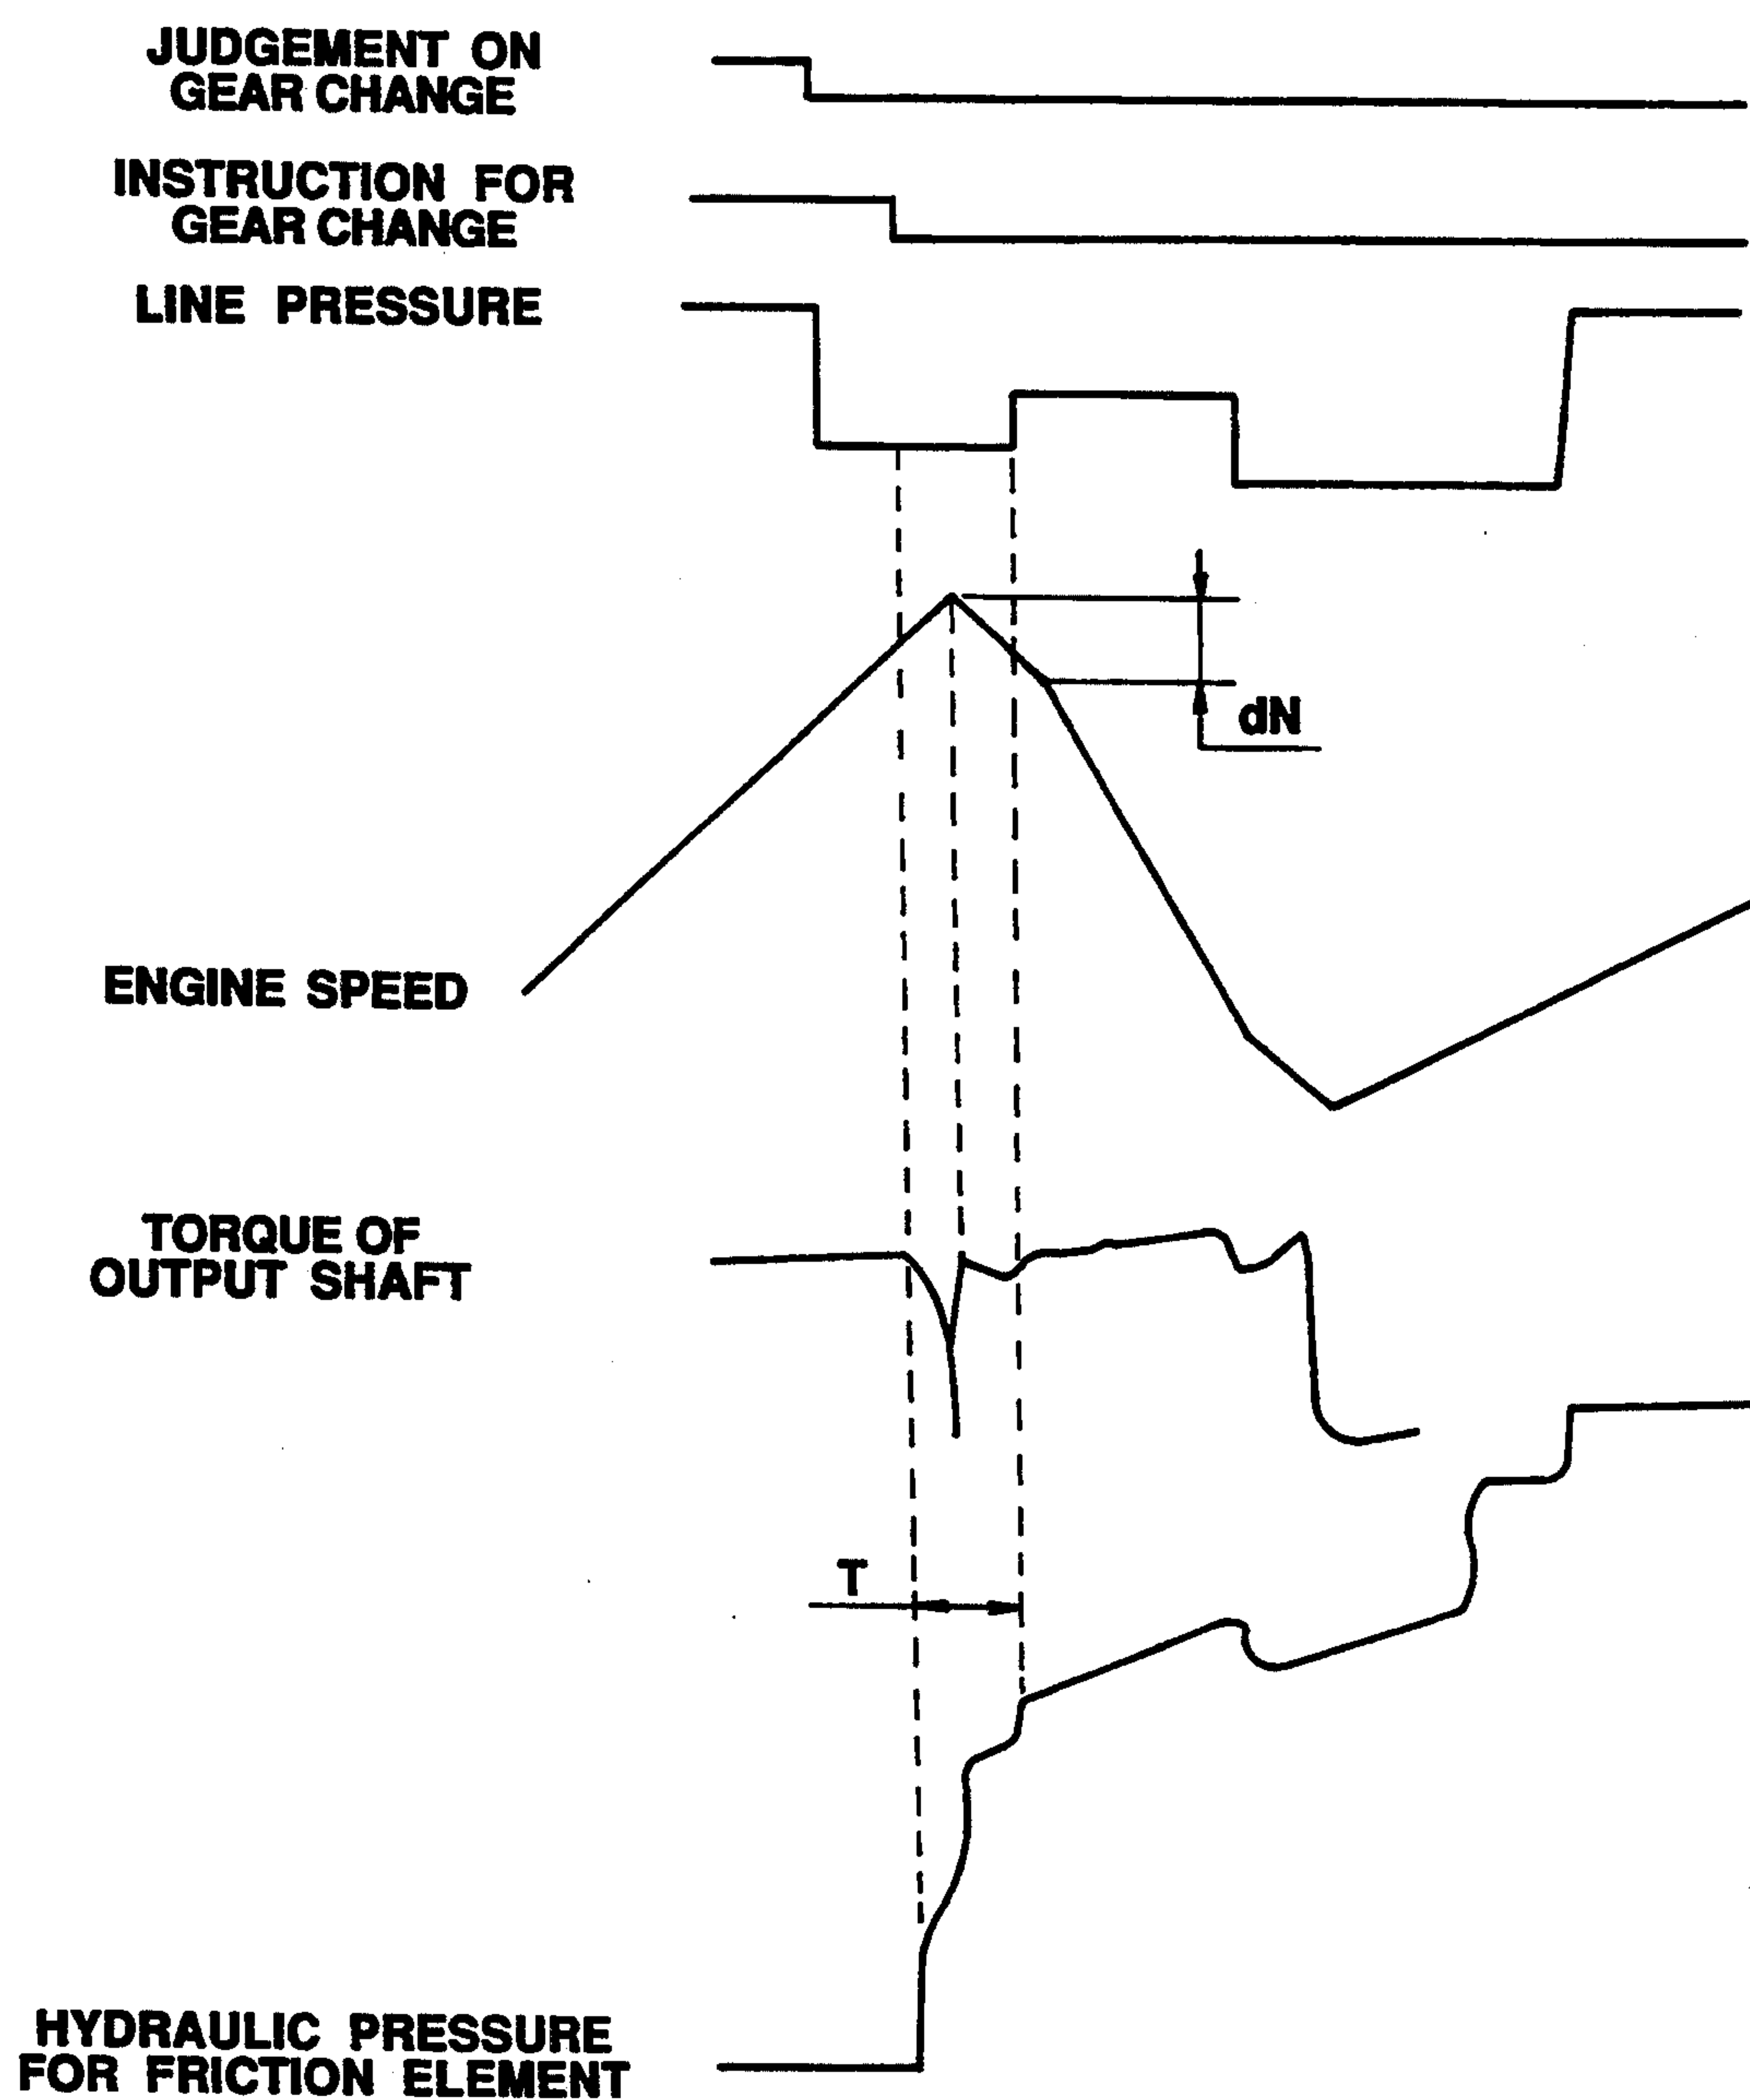 JUDGEMENT ON
GEAR CHANGE
INSTRUCTION FOR
GEAR CHANGE
LINE PRESSURE
dN
ENGINE SPEED
TORQUE OF
OUTPUT SHAFT
T
HYDRAULIC PRESSURE
FOR FRICTION ELEMENT